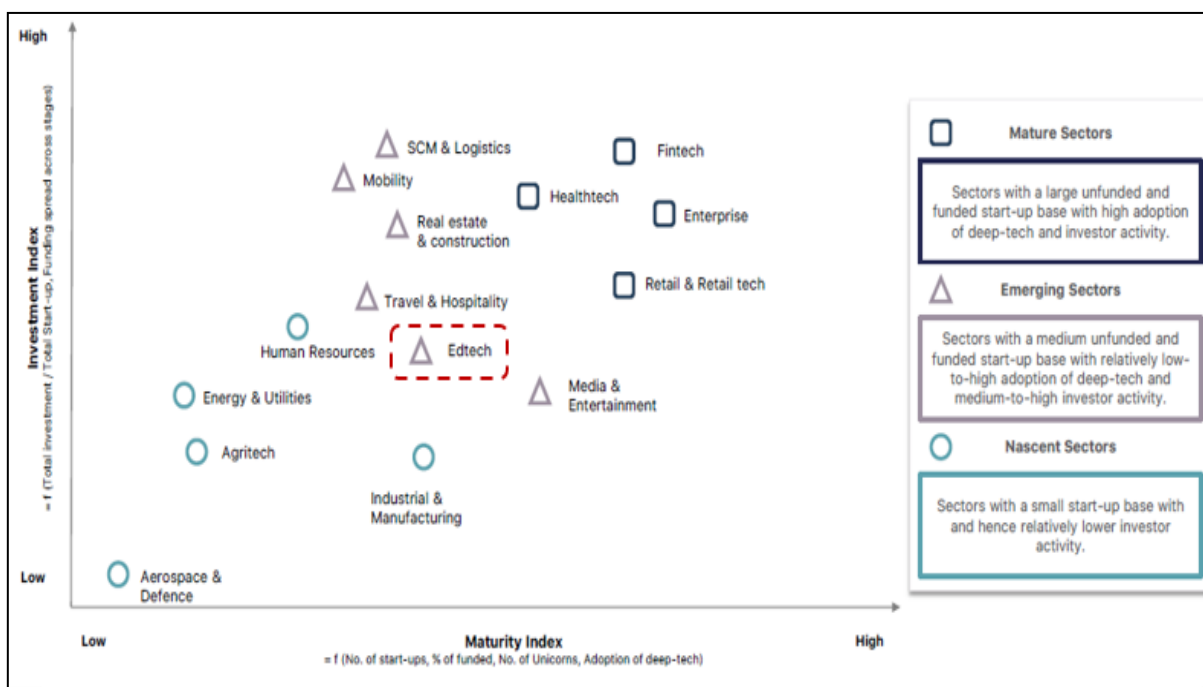 High
Investment Index
= f (Total investment / Total Start-up, Funding spread across stages)
Low
SCM & Logistics
Fintech
Mobility
Healthtech
Enterprise
Real estate
& construction
Retail & Retail tech
Travel & Hospitality
Human Resources
Edtech
Energy & Utilities
Media &
Entertainment
Agritech
Industrial &
Manufacturing
Aerospace &
Defence
Low
Maturity Index
High
= f (No. of start-ups, % of funded, No. of Unicorns, Adoption of deep-tech)
Mature Sectors
Sectors with a large unfunded and
funded start-up base with high adoption
of deep-tech and investor activity.
Emerging Sectors
Sectors with a medium unfunded and
funded start-up base with relatively low-
to-high adoption of deep-tech and
medium-to-high investor activity.
Nascent Sectors
Sectors with a small start-up base with
and hence relatively lower investor
activity.